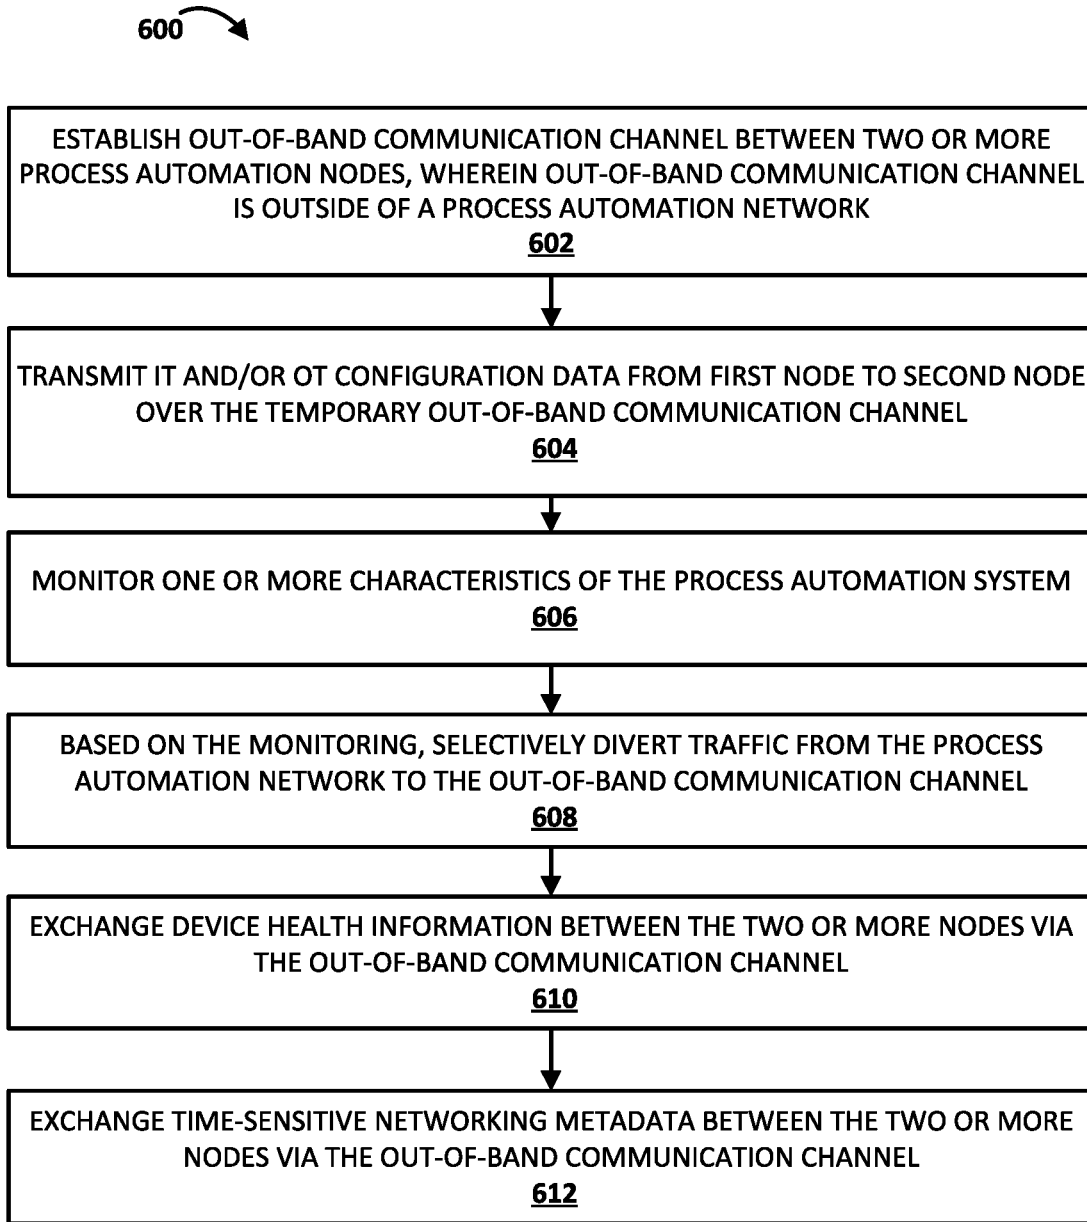 600
ESTABLISH OUT-OF-BAND COMMUNICATION CHANNEL BETWEEN TWO OR MORE
PROCESS AUTOMATION NODES, WHEREIN OUT-OF-BAND COMMUNICATION CHANNEL
IS OUTSIDE OF A PROCESS AUTOMATION NETWORK
602
TRANSMIT IT AND/OR OT CONFIGURATION DATA FROM FIRST NODE TO SECOND NODE
OVER THE TEMPORARY OUT-OF-BAND COMMUNICATION CHANNEL
604
MONITOR ONE OR MORE CHARACTERISTICS OF THE PROCESS AUTOMATION SYSTEM
606
BASED ON THE MONITORING, SELECTIVELY DIVERT TRAFFIC FROM THE PROCESS
AUTOMATION NETWORK TO THE OUT-OF-BAND COMMUNICATION CHANNEL
608
EXCHANGE DEVICE HEALTH INFORMATION BETWEEN THE TWO OR MORE NODES VIA
THE OUT-OF-BAND COMMUNICATION CHANNEL
610
EXCHANGE TIME-SENSITIVE NETWORKING METADATA BETWEEN THE TWO OR MORE
NODES VIA THE OUT-OF-BAND COMMUNICATION CHANNEL
612